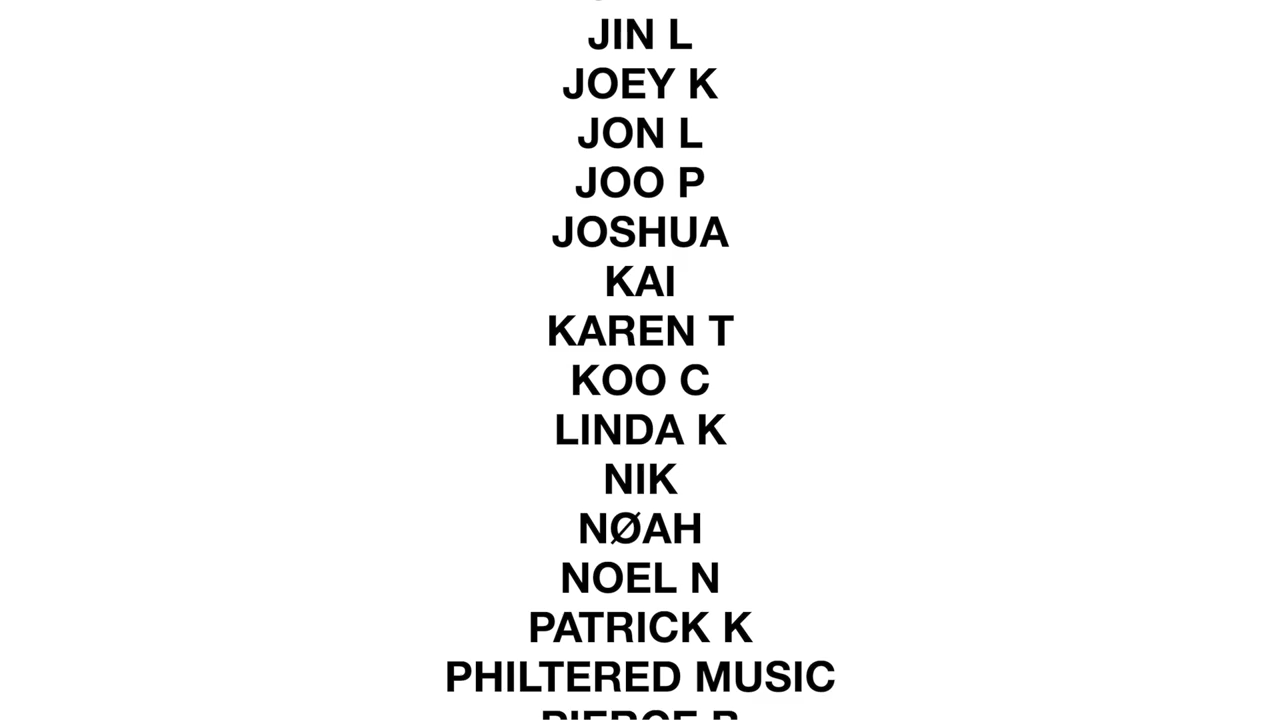 JIN L
JOEY K
JON L
JOO P
JOSHUA
KAI
KAREN T
KOO C
LINDA K
NIK
NØAH
NOEL N
PATRICK K
PHILTERED MUSIC